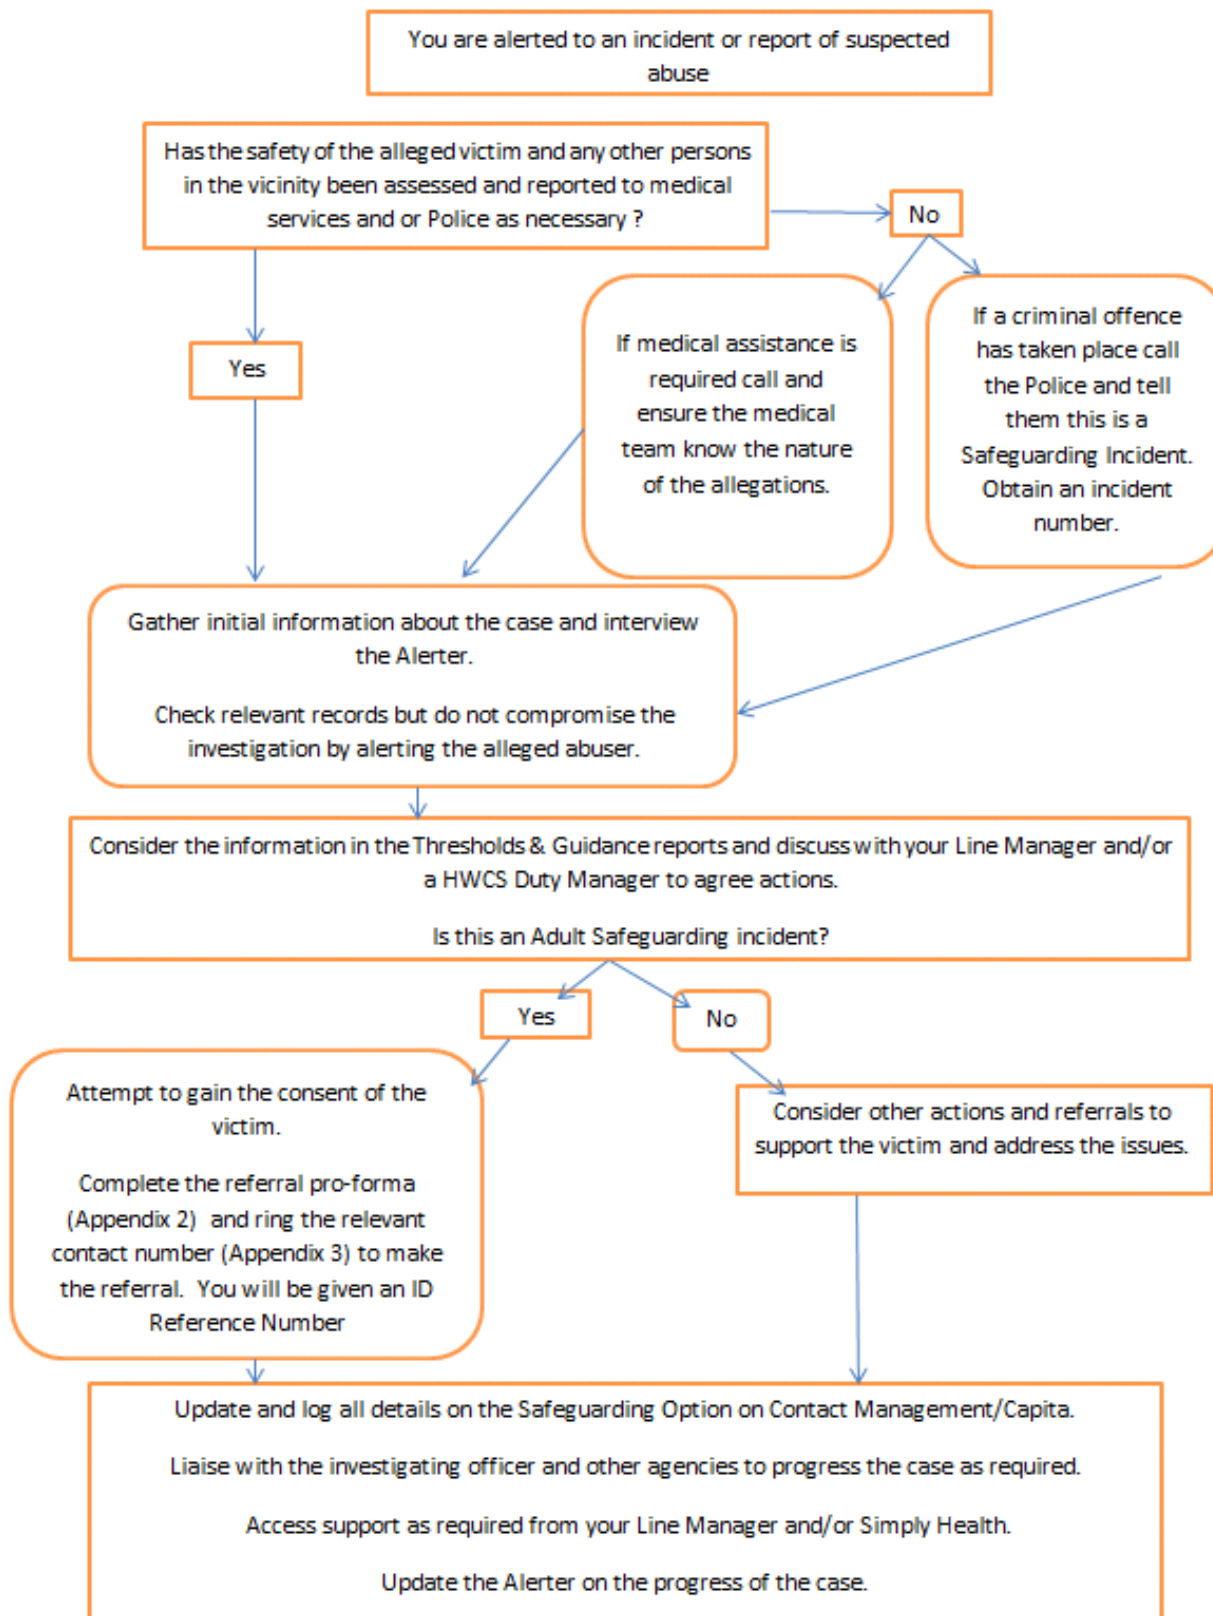 You are alerted to an incident or report of suspected
abuse
Has the safety of the alleged victim and any other persons
in the vicinity been assessed and reported to medical
services and or Police as necessary ?
No
Yes
If medical assistance is
required call and
ensure the medical
team know the nature
of the allegations.
If a criminal offence
has taken place call
the Police and tell
them this is a
Safeguarding Incident.
Obtain an incident
number.
Gather initial information about the case and interview
the Alerter.
Check relevant records but do not compromise the
investigation by alerting the alleged abuser.
Consider the information in the Thresholds & Guidance reports and discuss with your Line Manager and/or
a HWCS Duty Manager to agree actions.
Is this an Adult Safeguarding incident?
Yes
No
Attempt to gain the consent of the
victim.
Complete the referral pro-forma
(Appendix 2) and ring the relevant
contact number (Appendix 3) to make
the referral. You will be given an ID
Reference Number
Consider other actions and referrals to
support the victim and address the issues.
Update and log all details on the Safeguarding Option on Contact Management/Capita.
Liaise with the investigating officer and other agencies to progress the case as required.
Access support as required from your Line Manager and/or Simply Health.
Update the Alerter on the progress of the case.